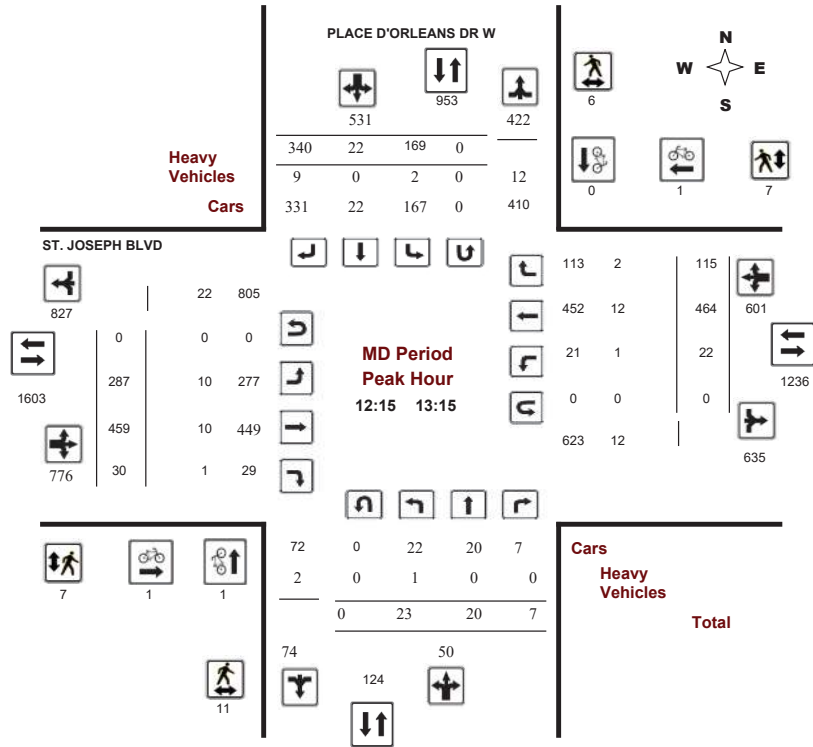 PLACE D'ORLEANS DR W
N
W E
S
953
6
531 422
340 22 169 0
Heavy
Vehicles
9 0 2 0 12
0 1 7
Cars 331 22 167 0 410
ST. JOSEPH BLVD
113 2 115
827 22 805
452 12 464 601
0 0 0
MD Period
21 1 22
Peak Hour
287 10 277
1236
1603
12:15 13:15
0 0 0
459 10 449
623 12
635
776 30 1 29
72 0 22 20 7 Cars
2 0 1 0 0 Heavy
Vehicles
7 1 1
0 23 20 7
Total
74 50
124
11